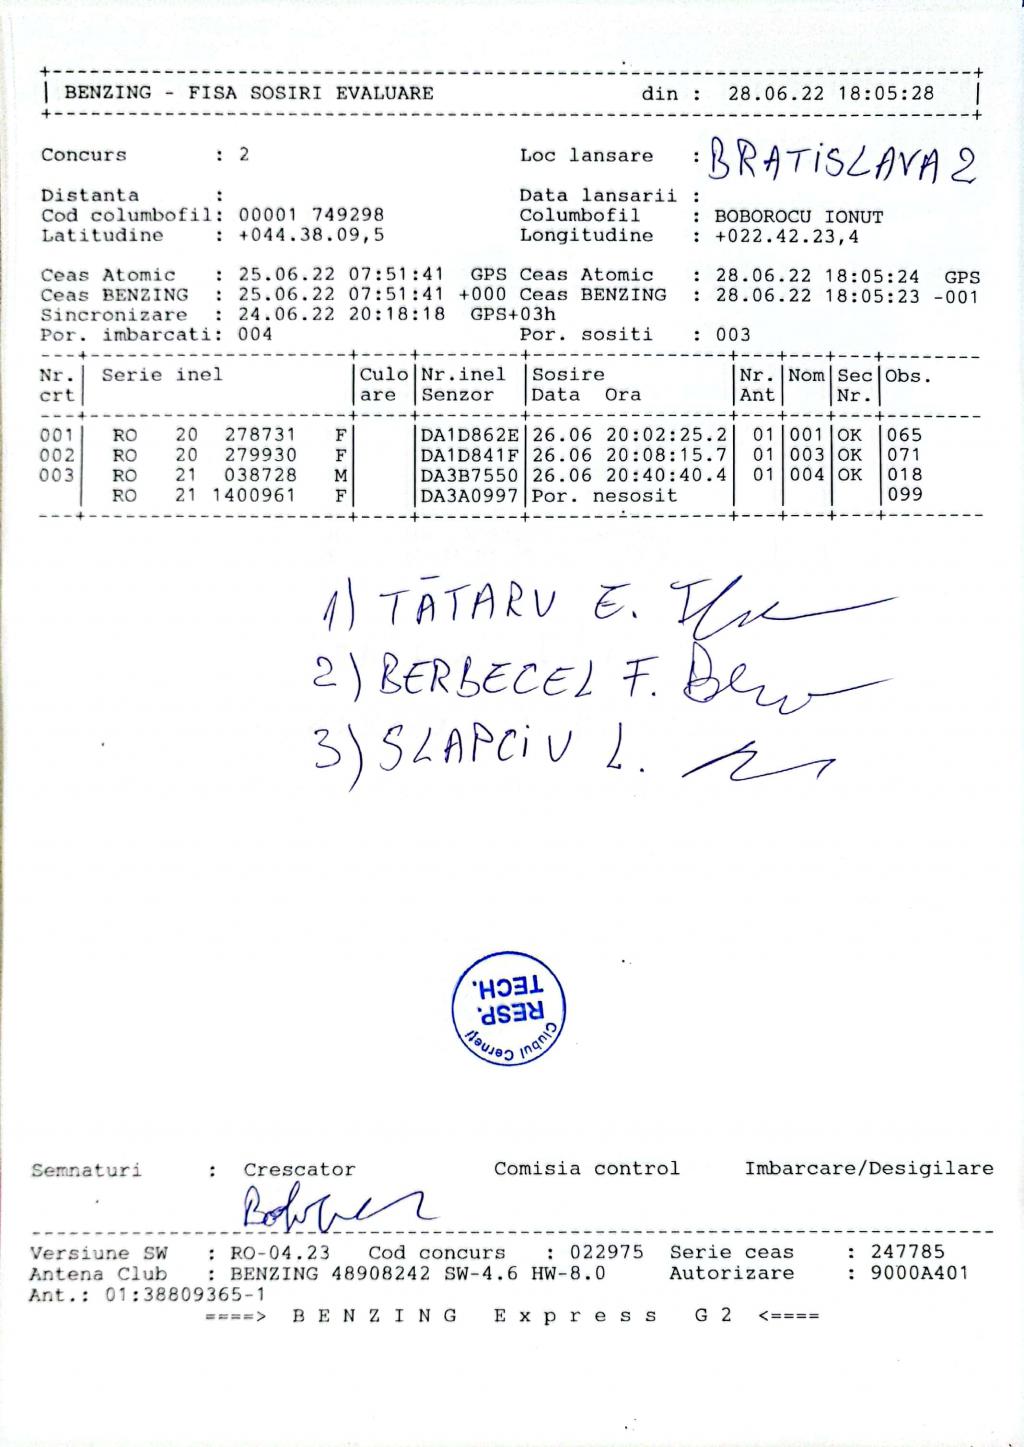 BENZING - FISA SOSIRI EVALUARE din : 28.06.22 18:05:28
Concurs : 2 Loc lansare : BRATiSLAVA 2
Distanta : Data lansarii :
Cod columbofil: 00001 749298 Columbofil : BOBOROCU IONUT
Latitudine : +044.38.09,5 Longitudine : +022.42.23,4
Ceas Atomic : 25.06.22 07:51:41 GPS Ceas Atomic : 28.06.22 18:05:24 GPS
Ceas BENZING : 25.06.22 07:51:41 +000 Ceas BENZING : 28.06.22 18:05:23 -001
Sincronizare : 24.06.22 20:18:18 GPS+03h
Por. imbarcati: 004 Por. sositi : 003
Nr. Serie inel Culo Nr.inel Sosire Nr. Nom Sec Obs.
crt are Senzor Data Ora Ant Nr.
001 RO 20 278731 F DA1D862E 26.06 20:02:25.2 01 001 OK 065
002 RO 20 279930 F DA1D841F 26.06 20:08:15.7 01 003 OK 071
003 RO 21 038728 M DA3B7550 26.06 20:40:40.4 01 004 OK 018
RO 21 1400961 F DA3A0997 Por. nesosit 099
1) TĂTARU E.
2) BERBECEL F.
3) SLAPCiU L.
Clubul Cerneți
RESP.
TECH.
Semnaturi : Crescator Comisia control Imbarcare/Desigilare
Versiune SW : RO-04.23 Cod concurs : 022975 Serie ceas : 247785
Antena Club : BENZING 48908242 SW-4.6 HW-8.0 Autorizare : 9000A401
Ant.: 01:38809365-1
====> B E N Z I N G E x p r e s s G 2 <====